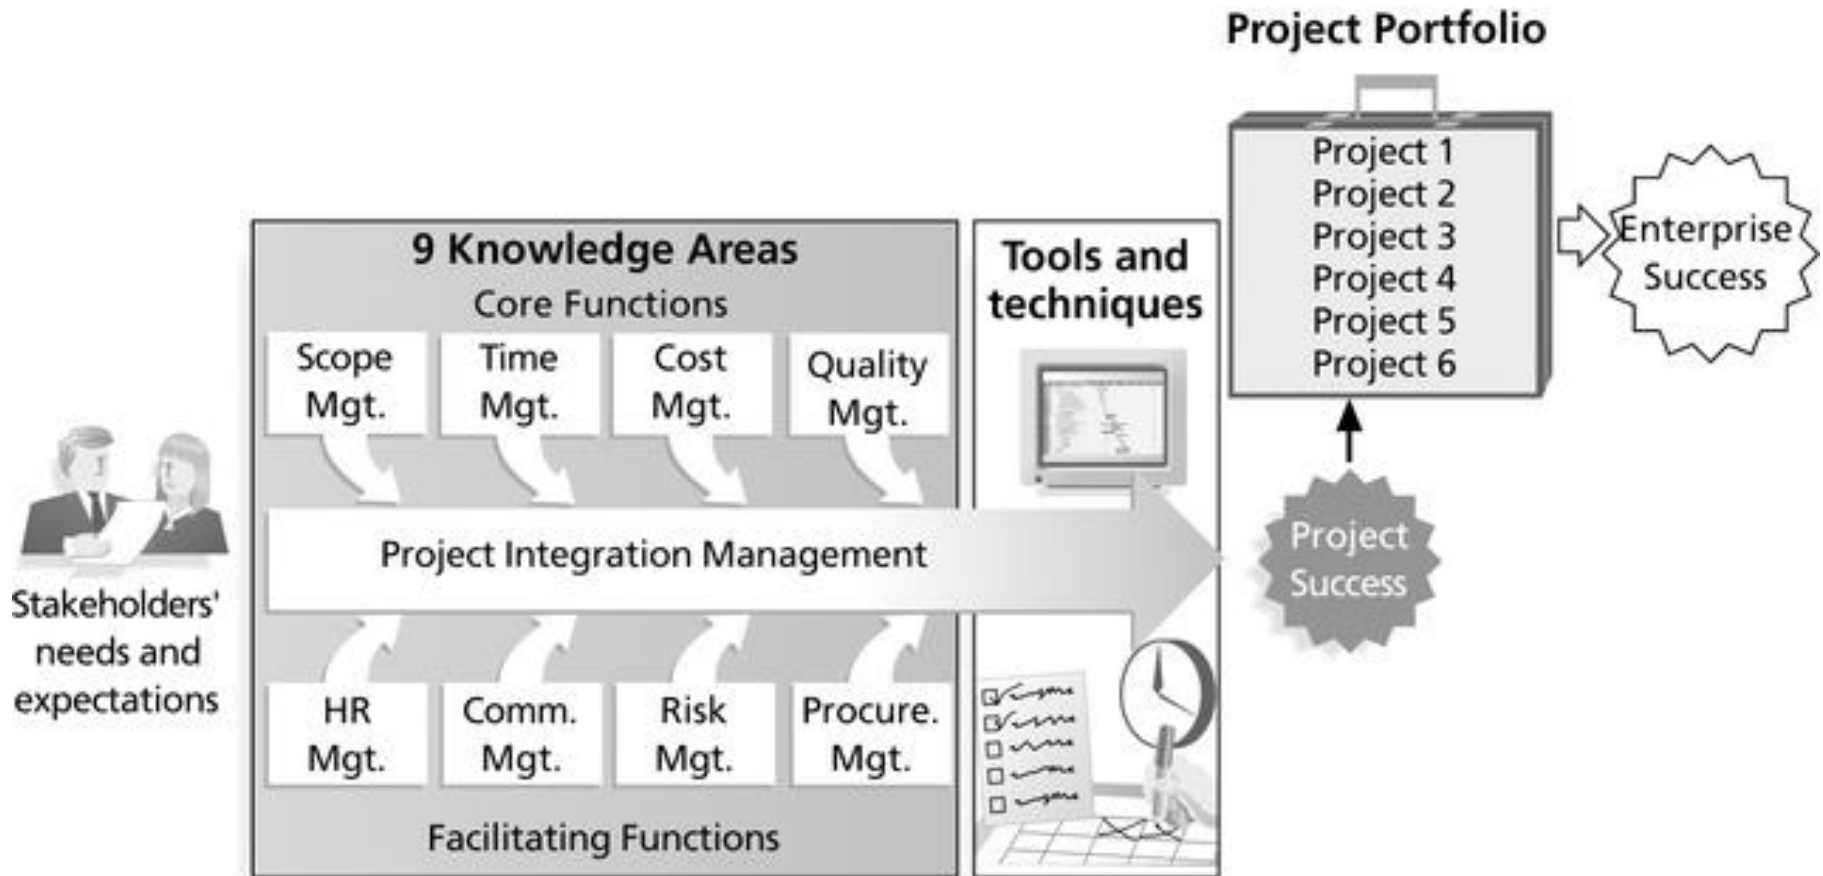 Project Portfolio
Project 1
Project 2
Project 3
Project 4
Project 5
Project 6
Enterprise
Success
9 Knowledge Areas
Core Functions
Scope
Mgt.
Time
Mgt.
Cost
Mgt.
Quality
Mgt.
Tools and
techniques
Project Integration Management
Project
Success
Stakeholders'
needs and
expectations
HR
Mgt.
Comm.
Mgt.
Risk
Mgt.
Procure.
Mgt.
Facilitating Functions